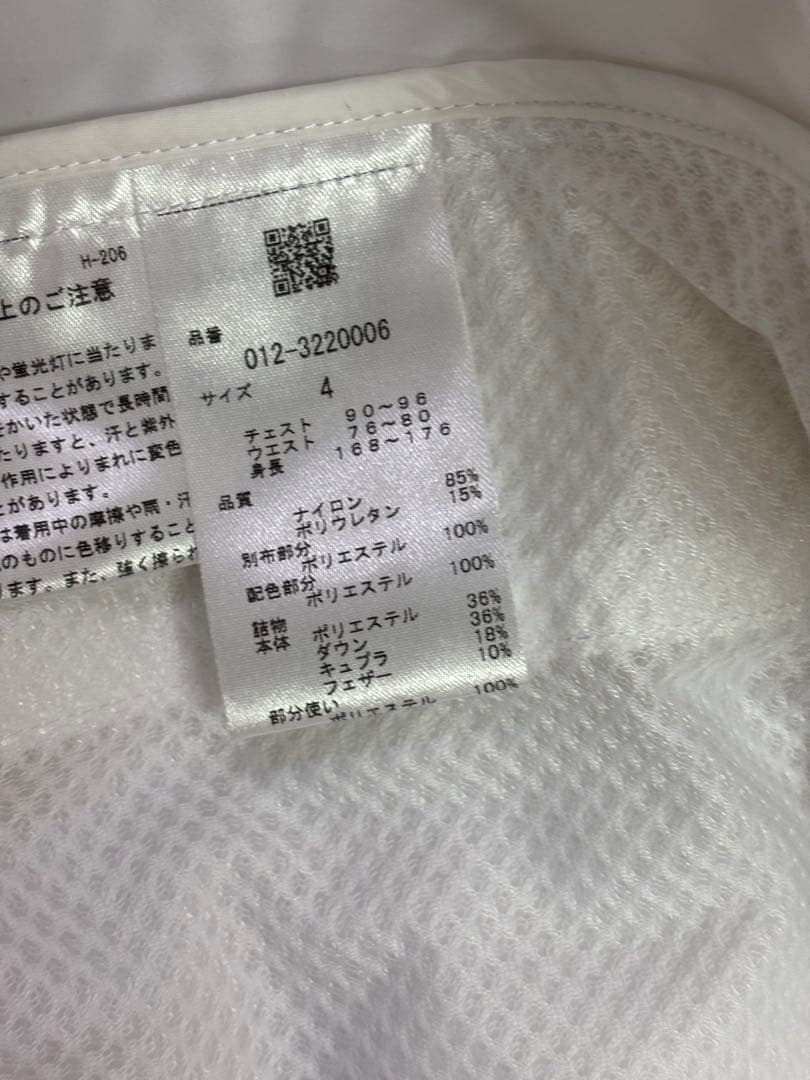 H-206
上のご注意
や蛍光灯に当たりま
することがあります。
をかいた状態で長時間
たりますと、汗と紫外
作用によりまれに変色
とがあります。
は着用中の摩擦や雨・汗
のものに色移りすること
ります。また、強く擦られ
品番
012-3220006
サイズ 4
チェスト 90～96
ウエスト 76～80
身長 168～176
品質
ナイロン 85%
ポリウレタン 15%
別布部分
ポリエステル 100%
配色部分
ポリエステル 100%
詰物
本体 ポリエステル 36%
ダウン 36%
キュプラ 18%
フェザー 10%
部分使い
ポリエステル 100%